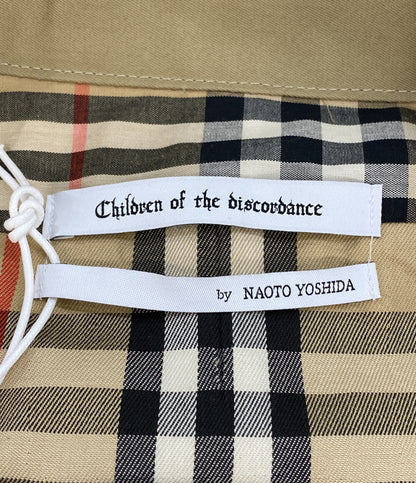 Children of the discordance
by NAOTO YOSHIDA